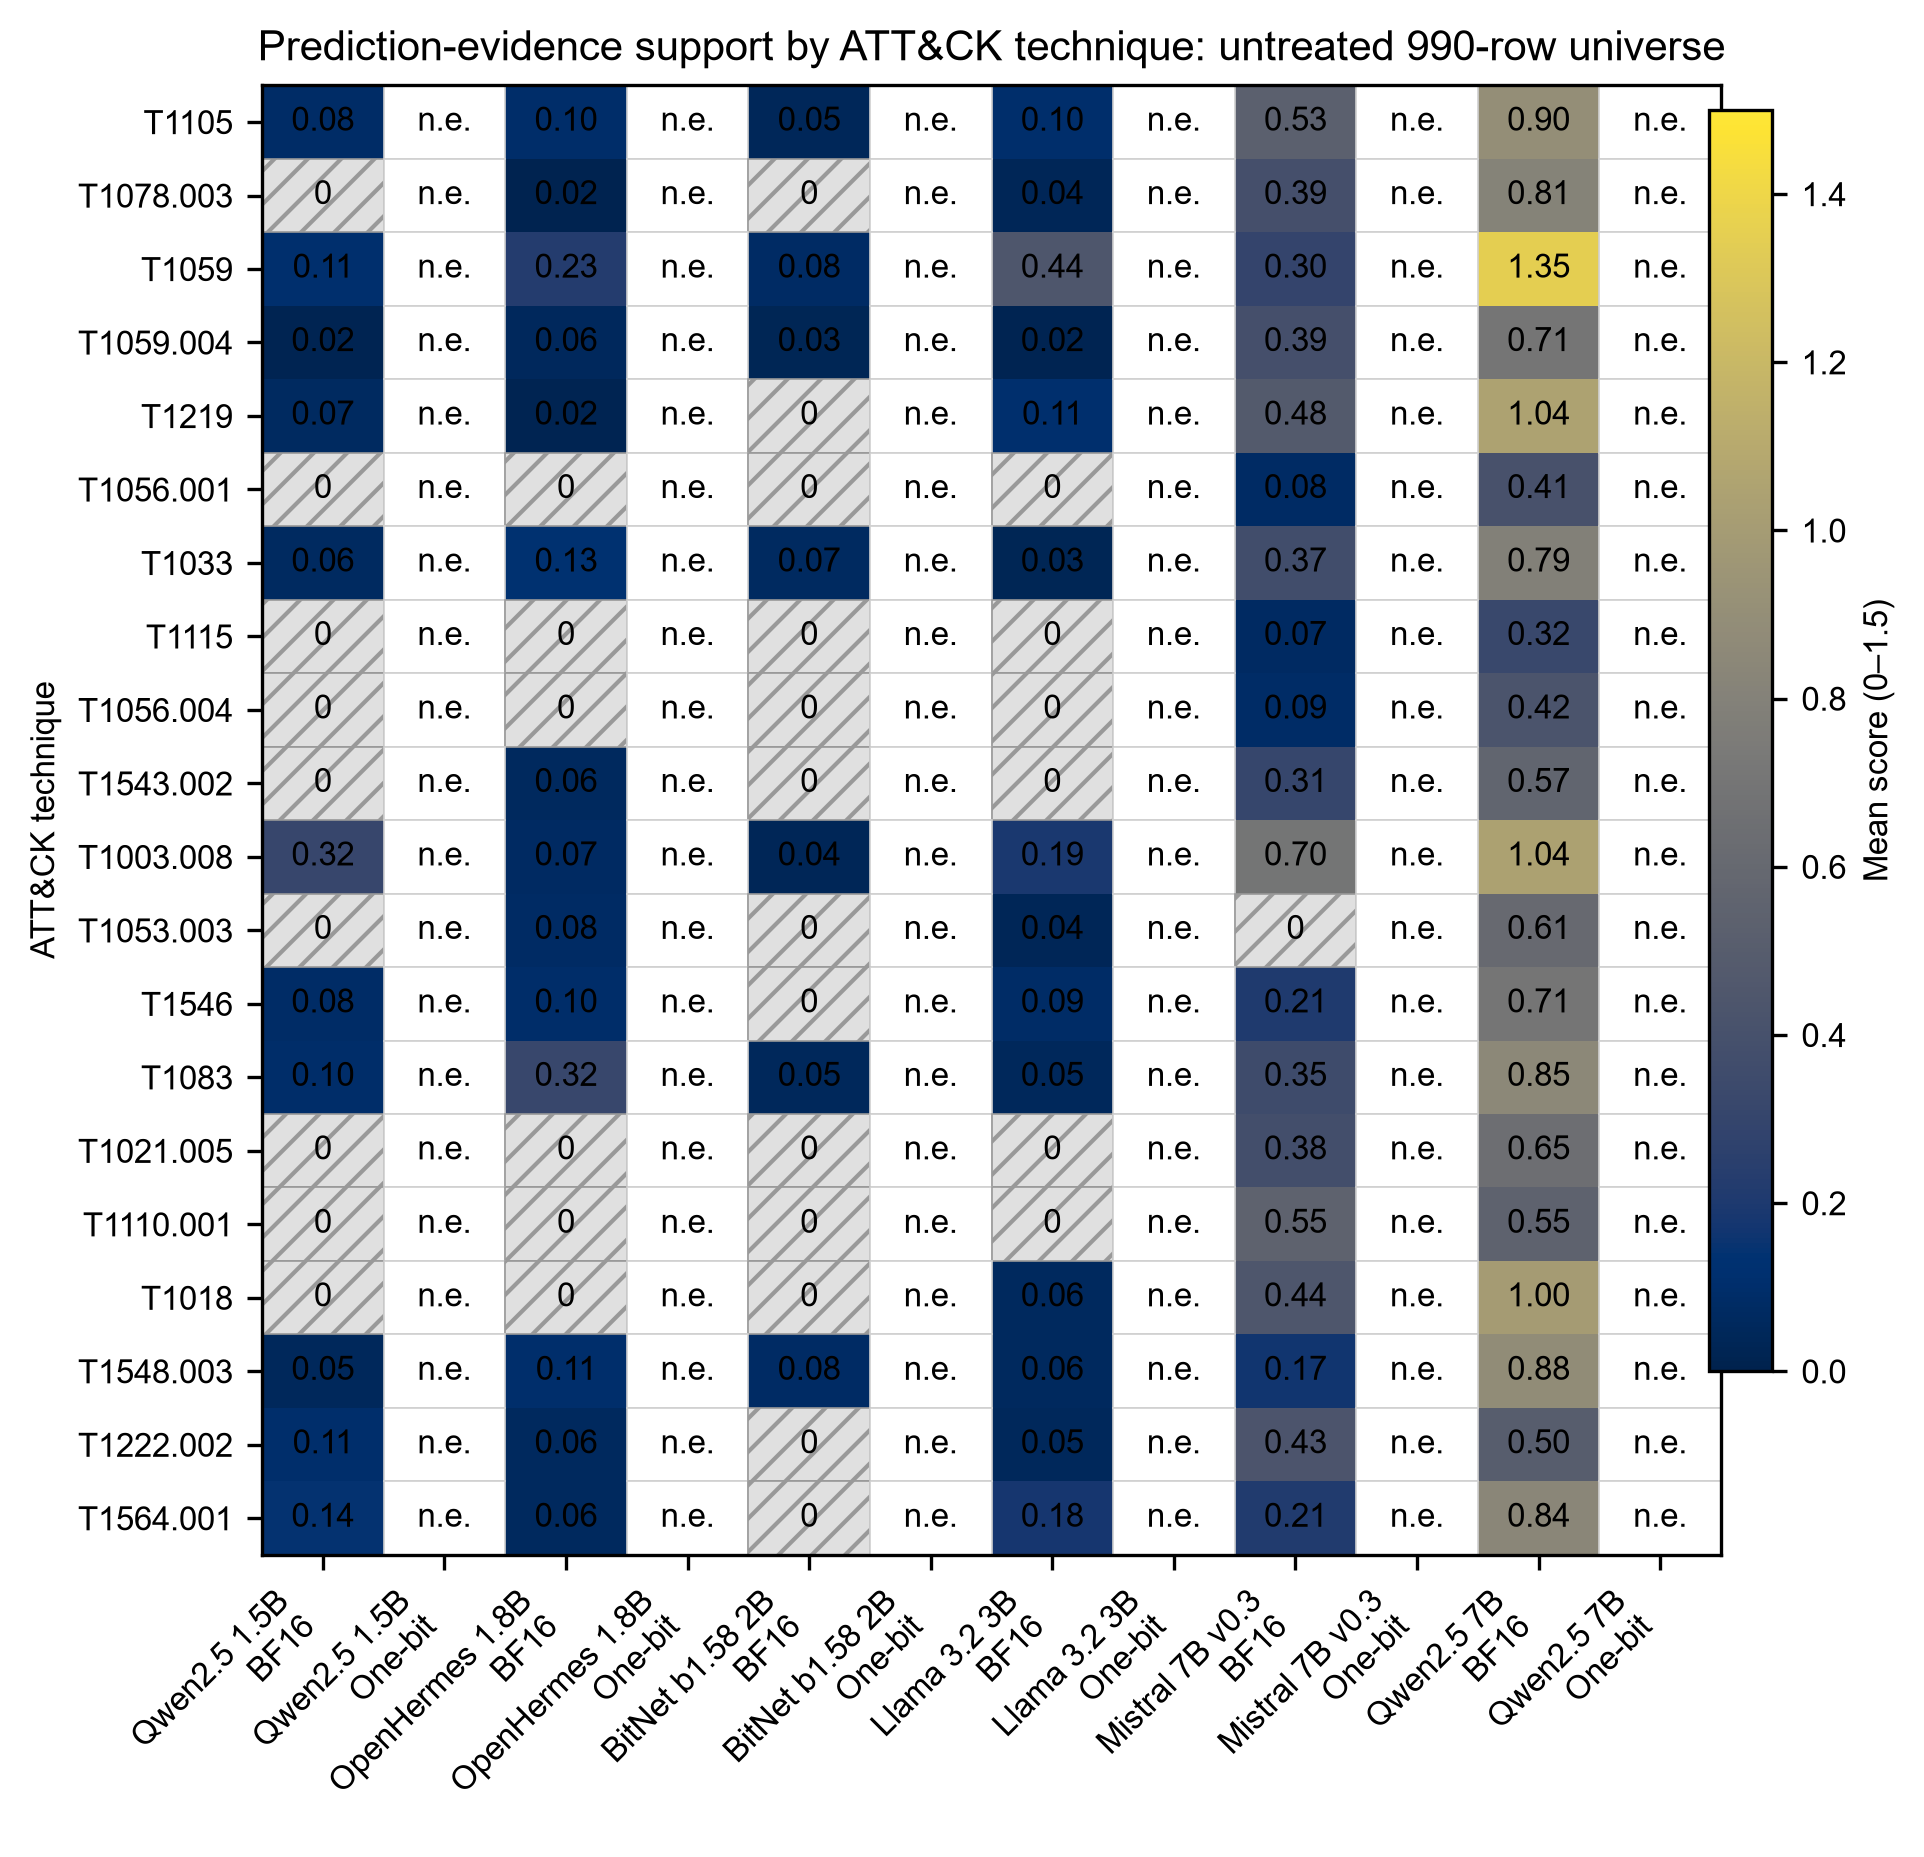 Prediction-evidence support by ATT&CK technique: untreated 990-row universe
T1105 0.08 n.e. 0.10 n.e. 0.05 n.e. 0.10 n.e. 0.53 n.e. 0.90 n.e.
T1078.003 0 n.e. 0.02 n.e. 0 n.e. 0.04 n.e. 0.39 n.e. 0.81 n.e.
T1059 0.11 n.e. 0.23 n.e. 0.08 n.e. 0.44 n.e. 0.30 n.e. 1.35 n.e.
T1059.004 0.02 n.e. 0.06 n.e. 0.03 n.e. 0.02 n.e. 0.39 n.e. 0.71 n.e.
T1219 0.07 n.e. 0.02 n.e. 0 n.e. 0.11 n.e. 0.48 n.e. 1.04 n.e.
T1056.001 0 n.e. 0 n.e. 0 n.e. 0 n.e. 0.08 n.e. 0.41 n.e.
T1033 0.06 n.e. 0.13 n.e. 0.07 n.e. 0.03 n.e. 0.37 n.e. 0.79 n.e.
T1115 0 n.e. 0 n.e. 0 n.e. 0 n.e. 0.07 n.e. 0.32 n.e.
T1056.004 0 n.e. 0 n.e. 0 n.e. 0 n.e. 0.09 n.e. 0.42 n.e.
T1543.002 0 n.e. 0.06 n.e. 0 n.e. 0 n.e. 0.31 n.e. 0.57 n.e.
T1003.008 0.32 n.e. 0.07 n.e. 0.04 n.e. 0.19 n.e. 0.70 n.e. 1.04 n.e.
T1053.003 0 n.e. 0.08 n.e. 0 n.e. 0.04 n.e. 0 n.e. 0.61 n.e.
T1546 0.08 n.e. 0.10 n.e. 0 n.e. 0.09 n.e. 0.21 n.e. 0.71 n.e.
T1083 0.10 n.e. 0.32 n.e. 0.05 n.e. 0.05 n.e. 0.35 n.e. 0.85 n.e.
T1021.005 0 n.e. 0 n.e. 0 n.e. 0 n.e. 0.38 n.e. 0.65 n.e.
T1110.001 0 n.e. 0 n.e. 0 n.e. 0 n.e. 0.55 n.e. 0.55 n.e.
T1018 0 n.e. 0 n.e. 0 n.e. 0.06 n.e. 0.44 n.e. 1.00 n.e.
T1548.003 0.05 n.e. 0.11 n.e. 0.08 n.e. 0.06 n.e. 0.17 n.e. 0.88 n.e.
T1222.002 0.11 n.e. 0.06 n.e. 0 n.e. 0.05 n.e. 0.43 n.e. 0.50 n.e.
T1564.001 0.14 n.e. 0.06 n.e. 0 n.e. 0.18 n.e. 0.21 n.e. 0.84 n.e.
ATT&CK technique
Qwen2.5 1.5B
BF16
Qwen2.5 1.5B
One-bit
OpenHermes 1.8B
BF16
OpenHermes 1.8B
One-bit
BitNet b1.58 2B
BF16
BitNet b1.58 2B
One-bit
Llama 3.2 3B
BF16
Llama 3.2 3B
One-bit
Mistral 7B v0.3
BF16
Mistral 7B v0.3
One-bit
Qwen2.5 7B
BF16
Qwen2.5 7B
One-bit
1.4
1.2
1.0
0.8
0.6
0.4
0.2
0.0
Mean score (0–1.5)